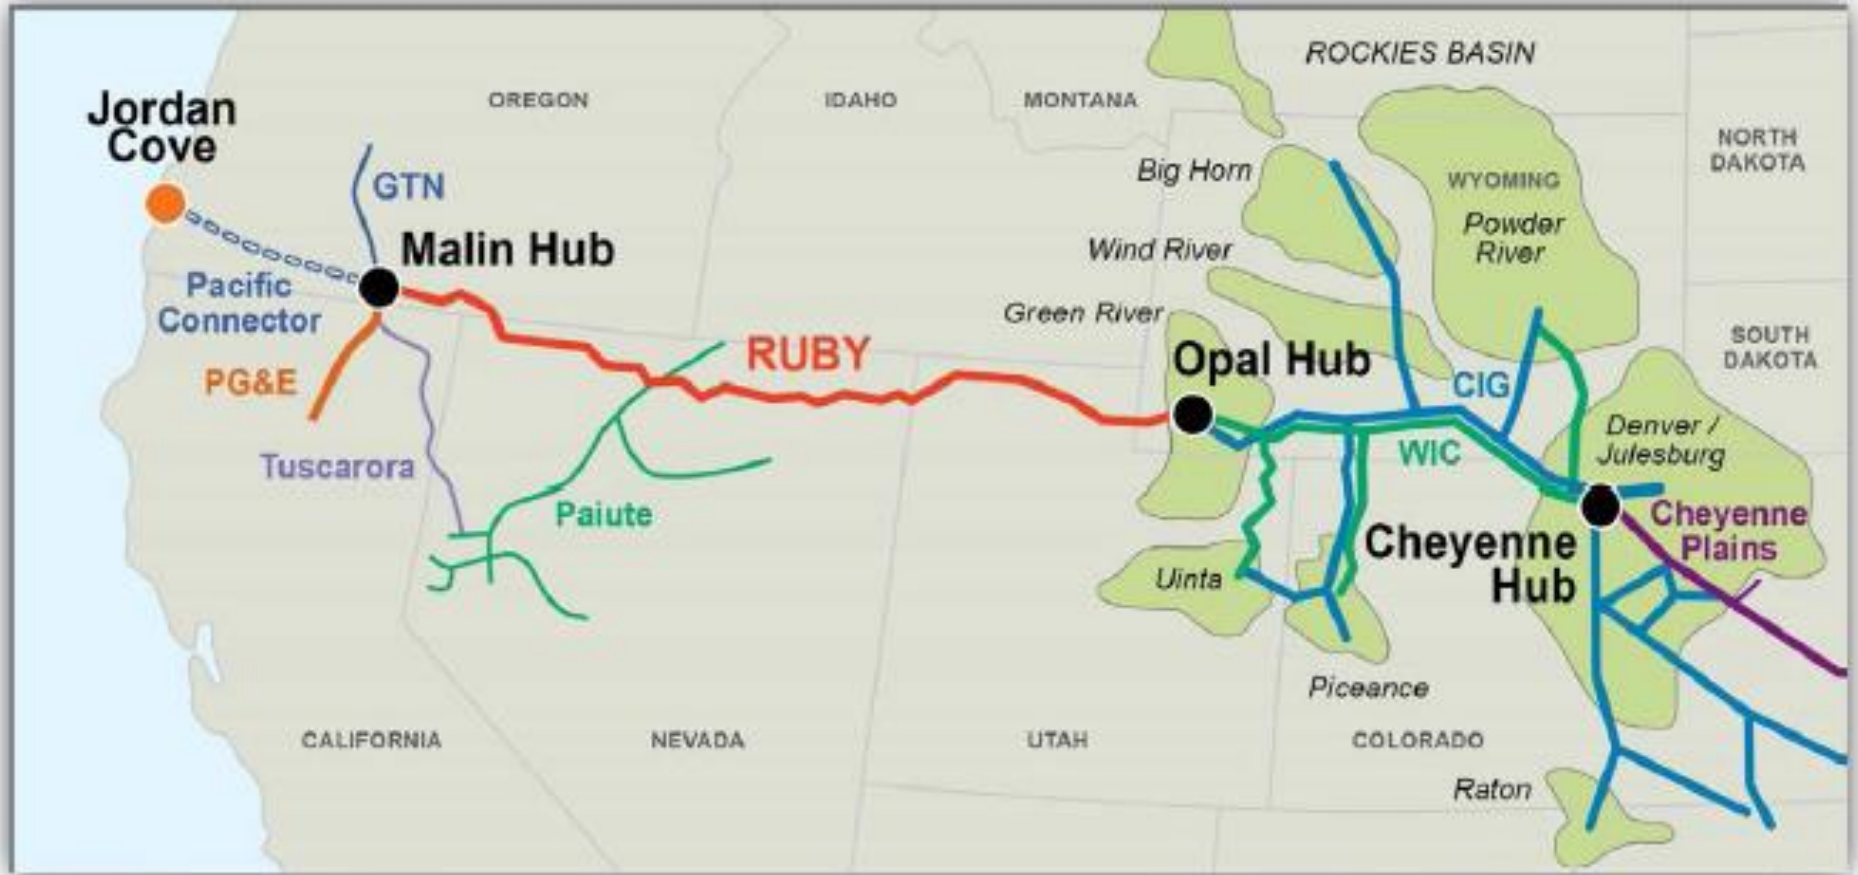 ROCKIES BASIN
Jordan
Cove
OREGON
IDAHO
MONTANA
NORTH
DAKOTA
Big Horn
WYOMING
GTN
Powder
River
Malin Hub
Wind River
Pacific
Connector
Green River
SOUTH
DAKOTA
RUBY
Opal Hub
PG&E
CIG
Denver /
Julesburg
WIC
Tuscarora
Paiute
Cheyenne
Plains
Cheyenne
Hub
Uinta
Piceance
CALIFORNIA
NEVADA
UTAH
COLORADO
Raton